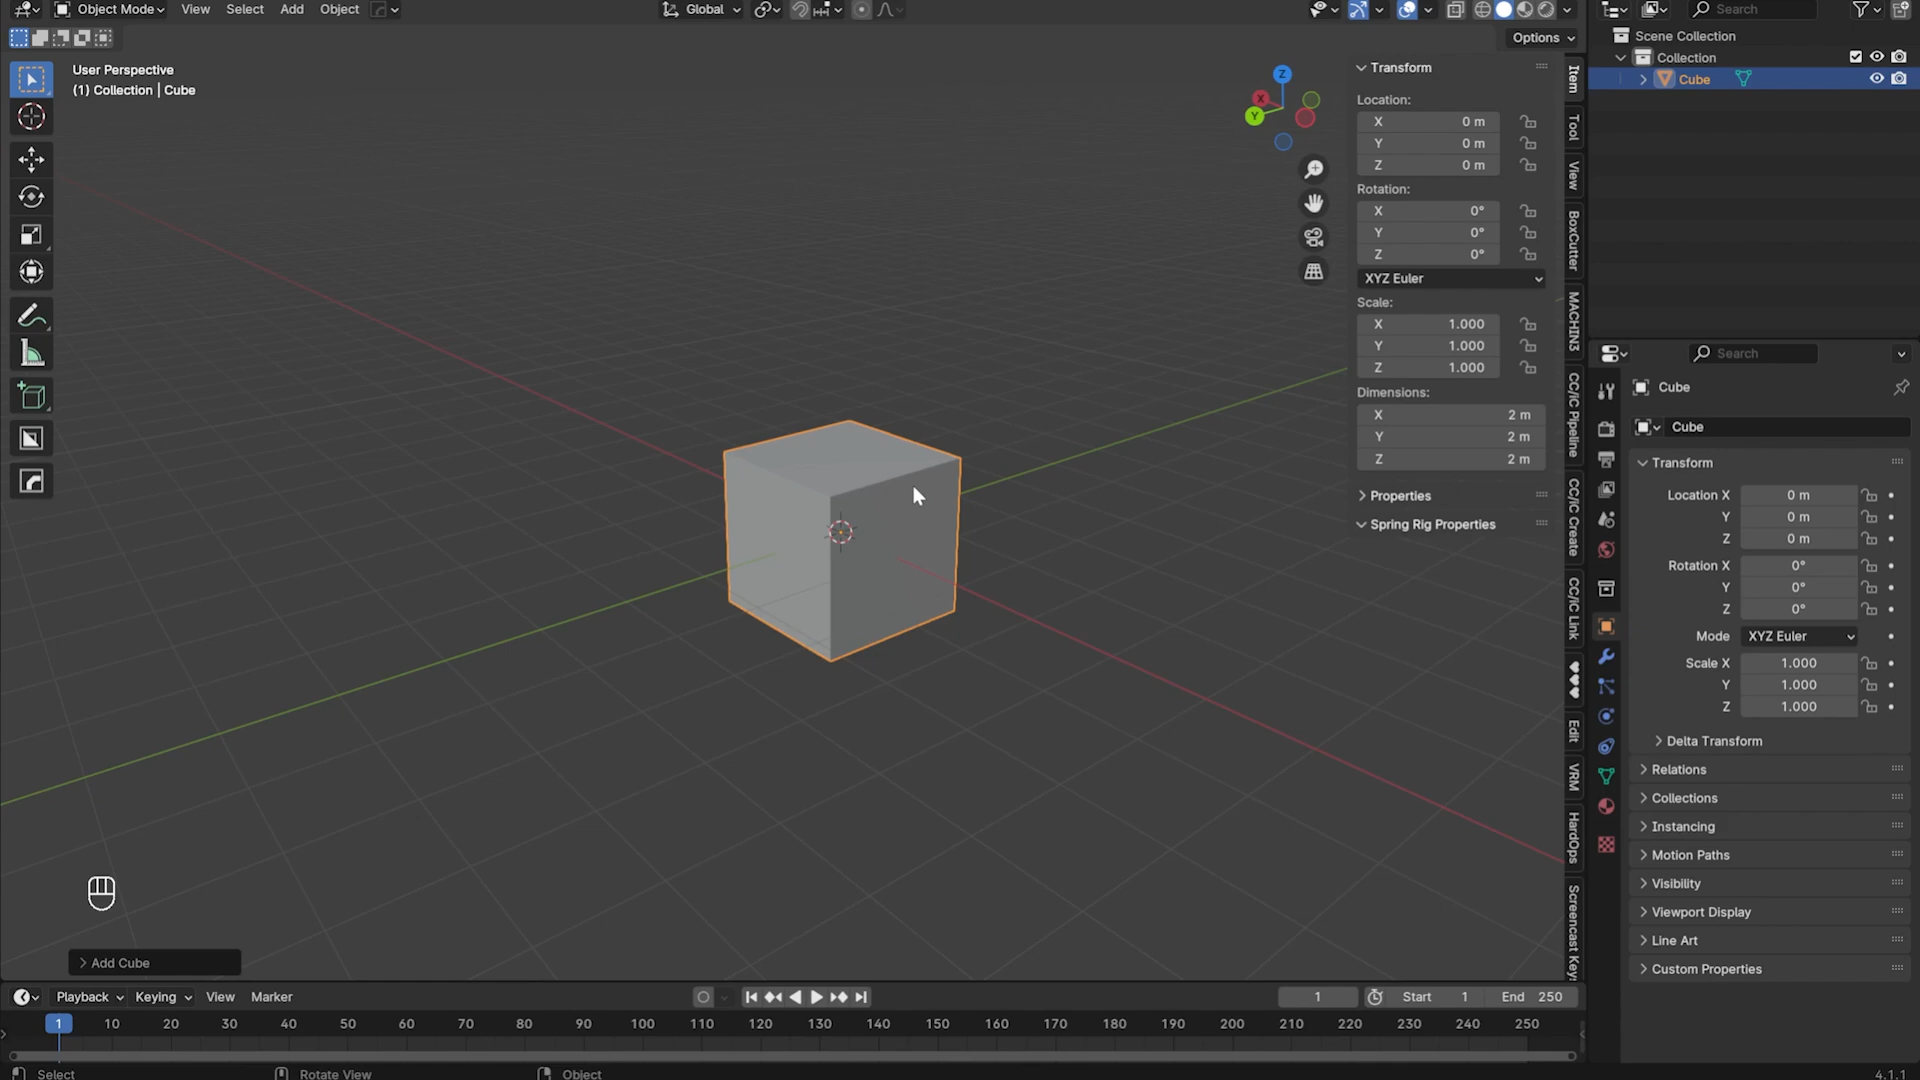 Object Mode View Select Add Object Global
Options
User Perspective
(1) Collection | Cube
Z
X
Y
Transform
Location:
X 0 m
Y 0 m
Z 0 m
Rotation:
X 0°
Y 0°
Z 0°
XYZ Euler
Scale:
X 1.000
Y 1.000
Z 1.000
Dimensions:
X 2 m
Y 2 m
Z 2 m
Properties
Spring Rig Properties
Item
Tool
View
BoxCutter
MACHIN3
CC/iC Pipeline
CC/iC Create
CC/iC Link
♥♥♥
Edit
VRM
HardOps
Screencast Key
Search
Scene Collection
Collection
Cube
Search
Cube
Cube
Transform
Location X 0 m
Y 0 m
Z 0 m
Rotation X 0°
Y 0°
Z 0°
Mode XYZ Euler
Scale X 1.000
Y 1.000
Z 1.000
Delta Transform
Relations
Collections
Instancing
Motion Paths
Visibility
Viewport Display
Line Art
Custom Properties
Add Cube
Playback Keying View Marker 1 Start 1 End 250
1 10 20 30 40 50 60 70 80 90 100 110 120 130 140 150 160 170 180 190 200 210 220 230 240 250
Select Rotate View Object 4.1.1